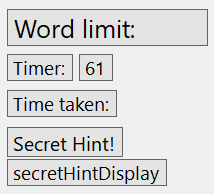 Word limit:
Timer: 61
Time taken:
Secret Hint!
secretHintDisplay